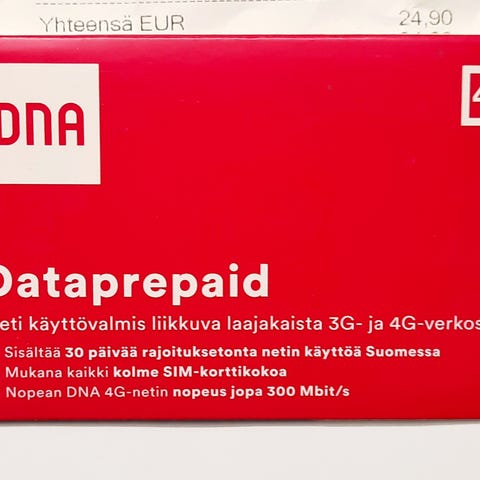 Yhteensä EUR 24,90
DNA
4
Dataprepaid
eti käyttövalmis liikkuva laajakaista 3G- ja 4G-verkos
Sisältää 30 päivää rajoituksetonta netin käyttöä Suomessa
Mukana kaikki kolme SIM-korttikokoa
Nopean DNA 4G-netin nopeus jopa 300 Mbit/s